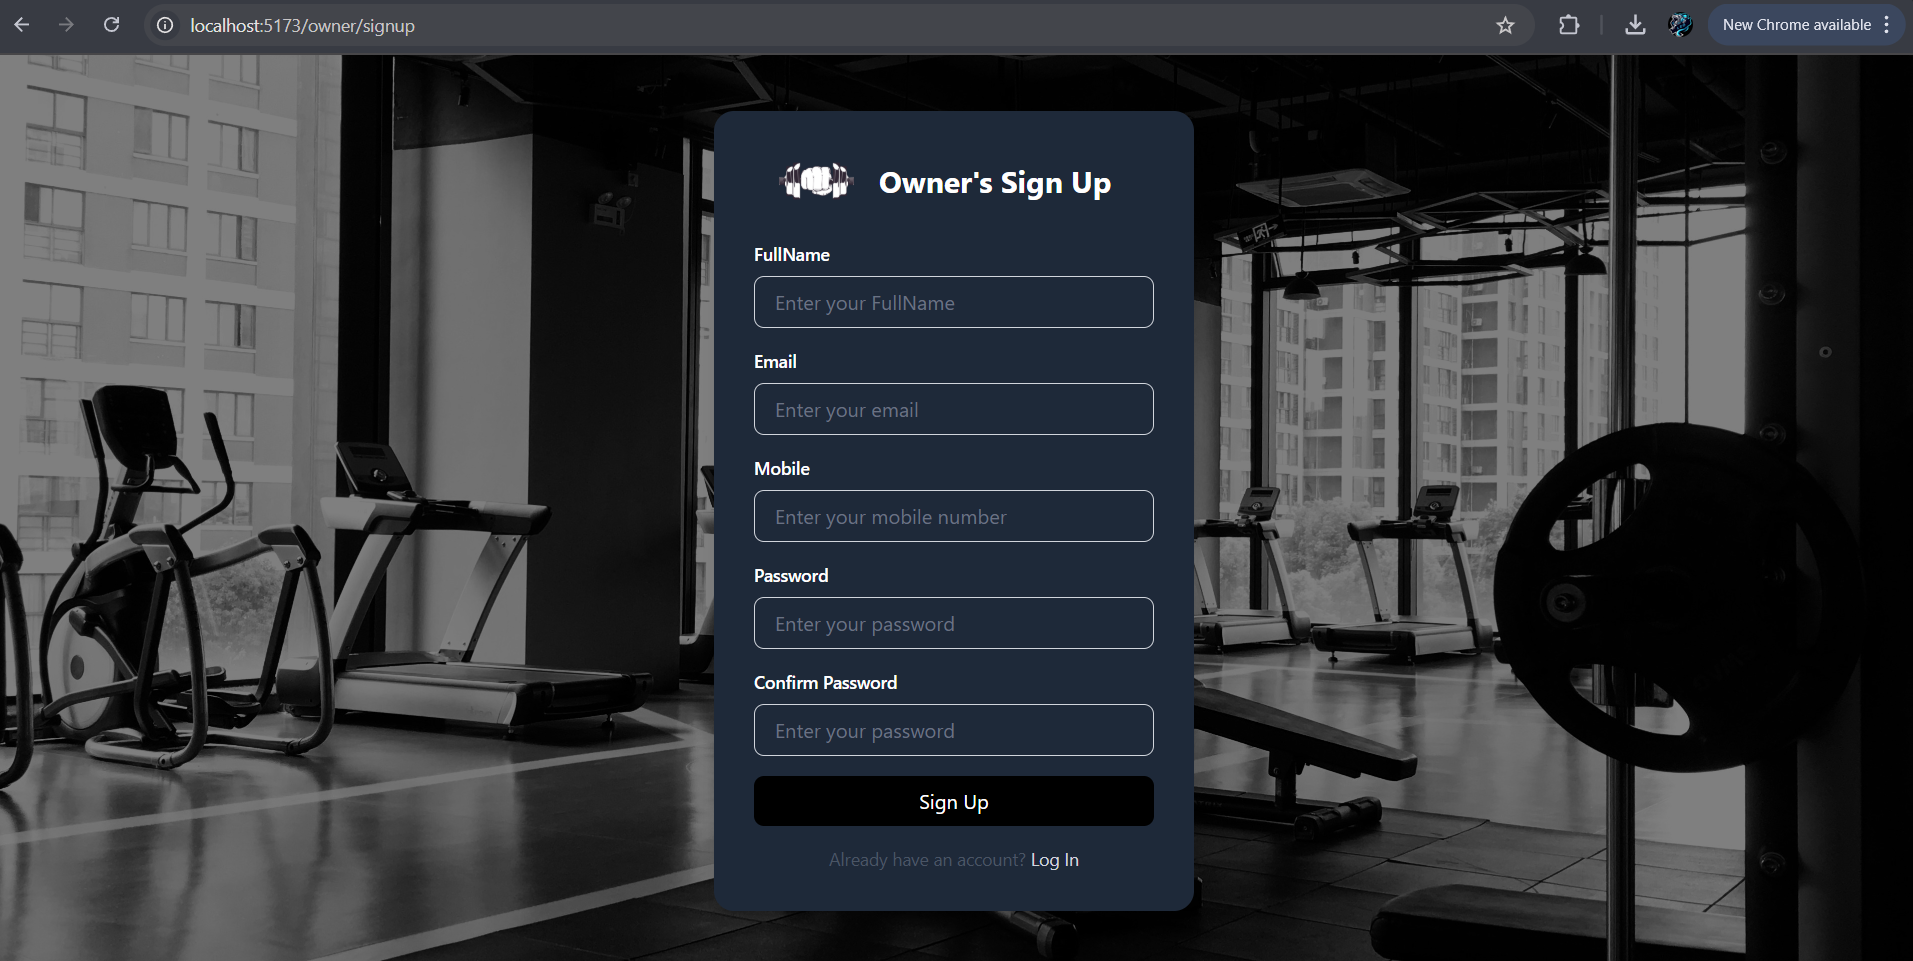 localhost:5173/owner/signup
New Chrome available
Owner's Sign Up
FullName
Enter your FullName
Email
Enter your email
Mobile
Enter your mobile number
Password
Enter your password
Confirm Password
Enter your password
Sign Up
Already have an account? Log In